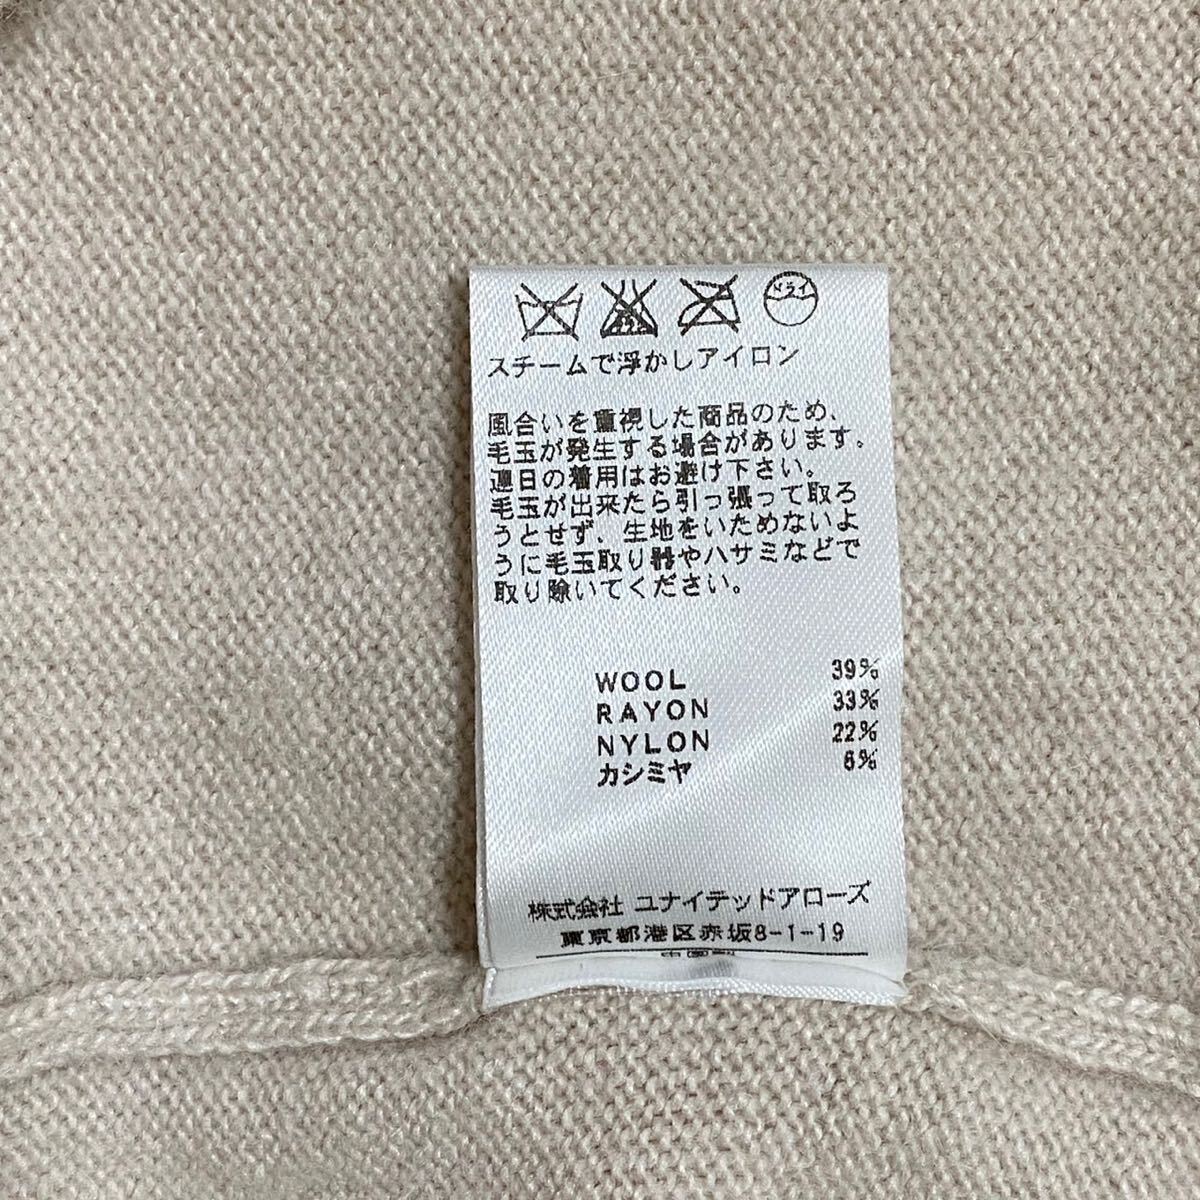 ドライ
スチームで浮かしアイロン
風合いを重視した商品のため、
毛玉が発生する場合があります。
連日の着用はお避け下さい。
毛玉が出来たら引っ張って取ろ
うとせず、生地をいためないよ
うに毛玉取り器やハサミなどで
取り除いてください。
WOOL 39%
RAYON 33%
NYLON 22%
カシミヤ 6%
株式会社 ユナイテッドアローズ
東京都港区赤坂8-1-19